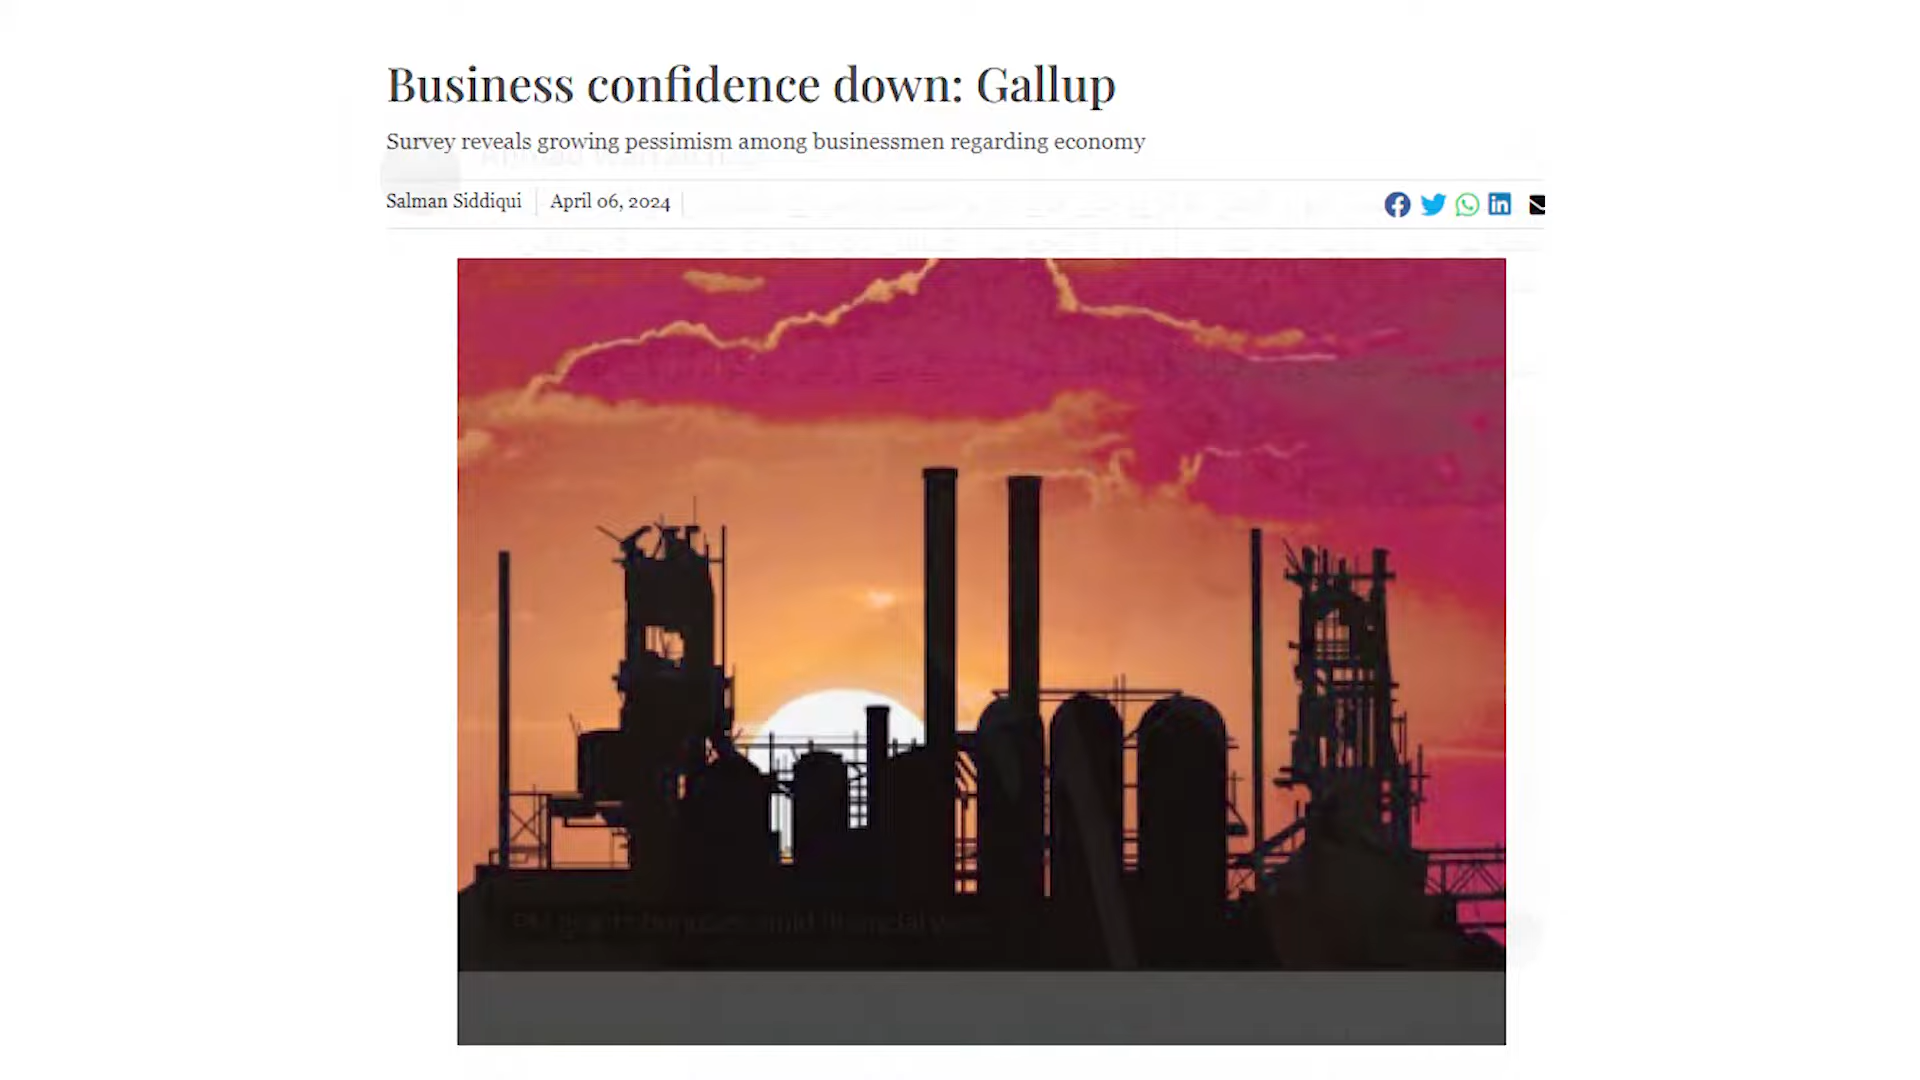 Business confidence down: Gallup
Survey reveals growing pessimism among businessmen regarding economy
Salman Siddiqui
April 06, 2024